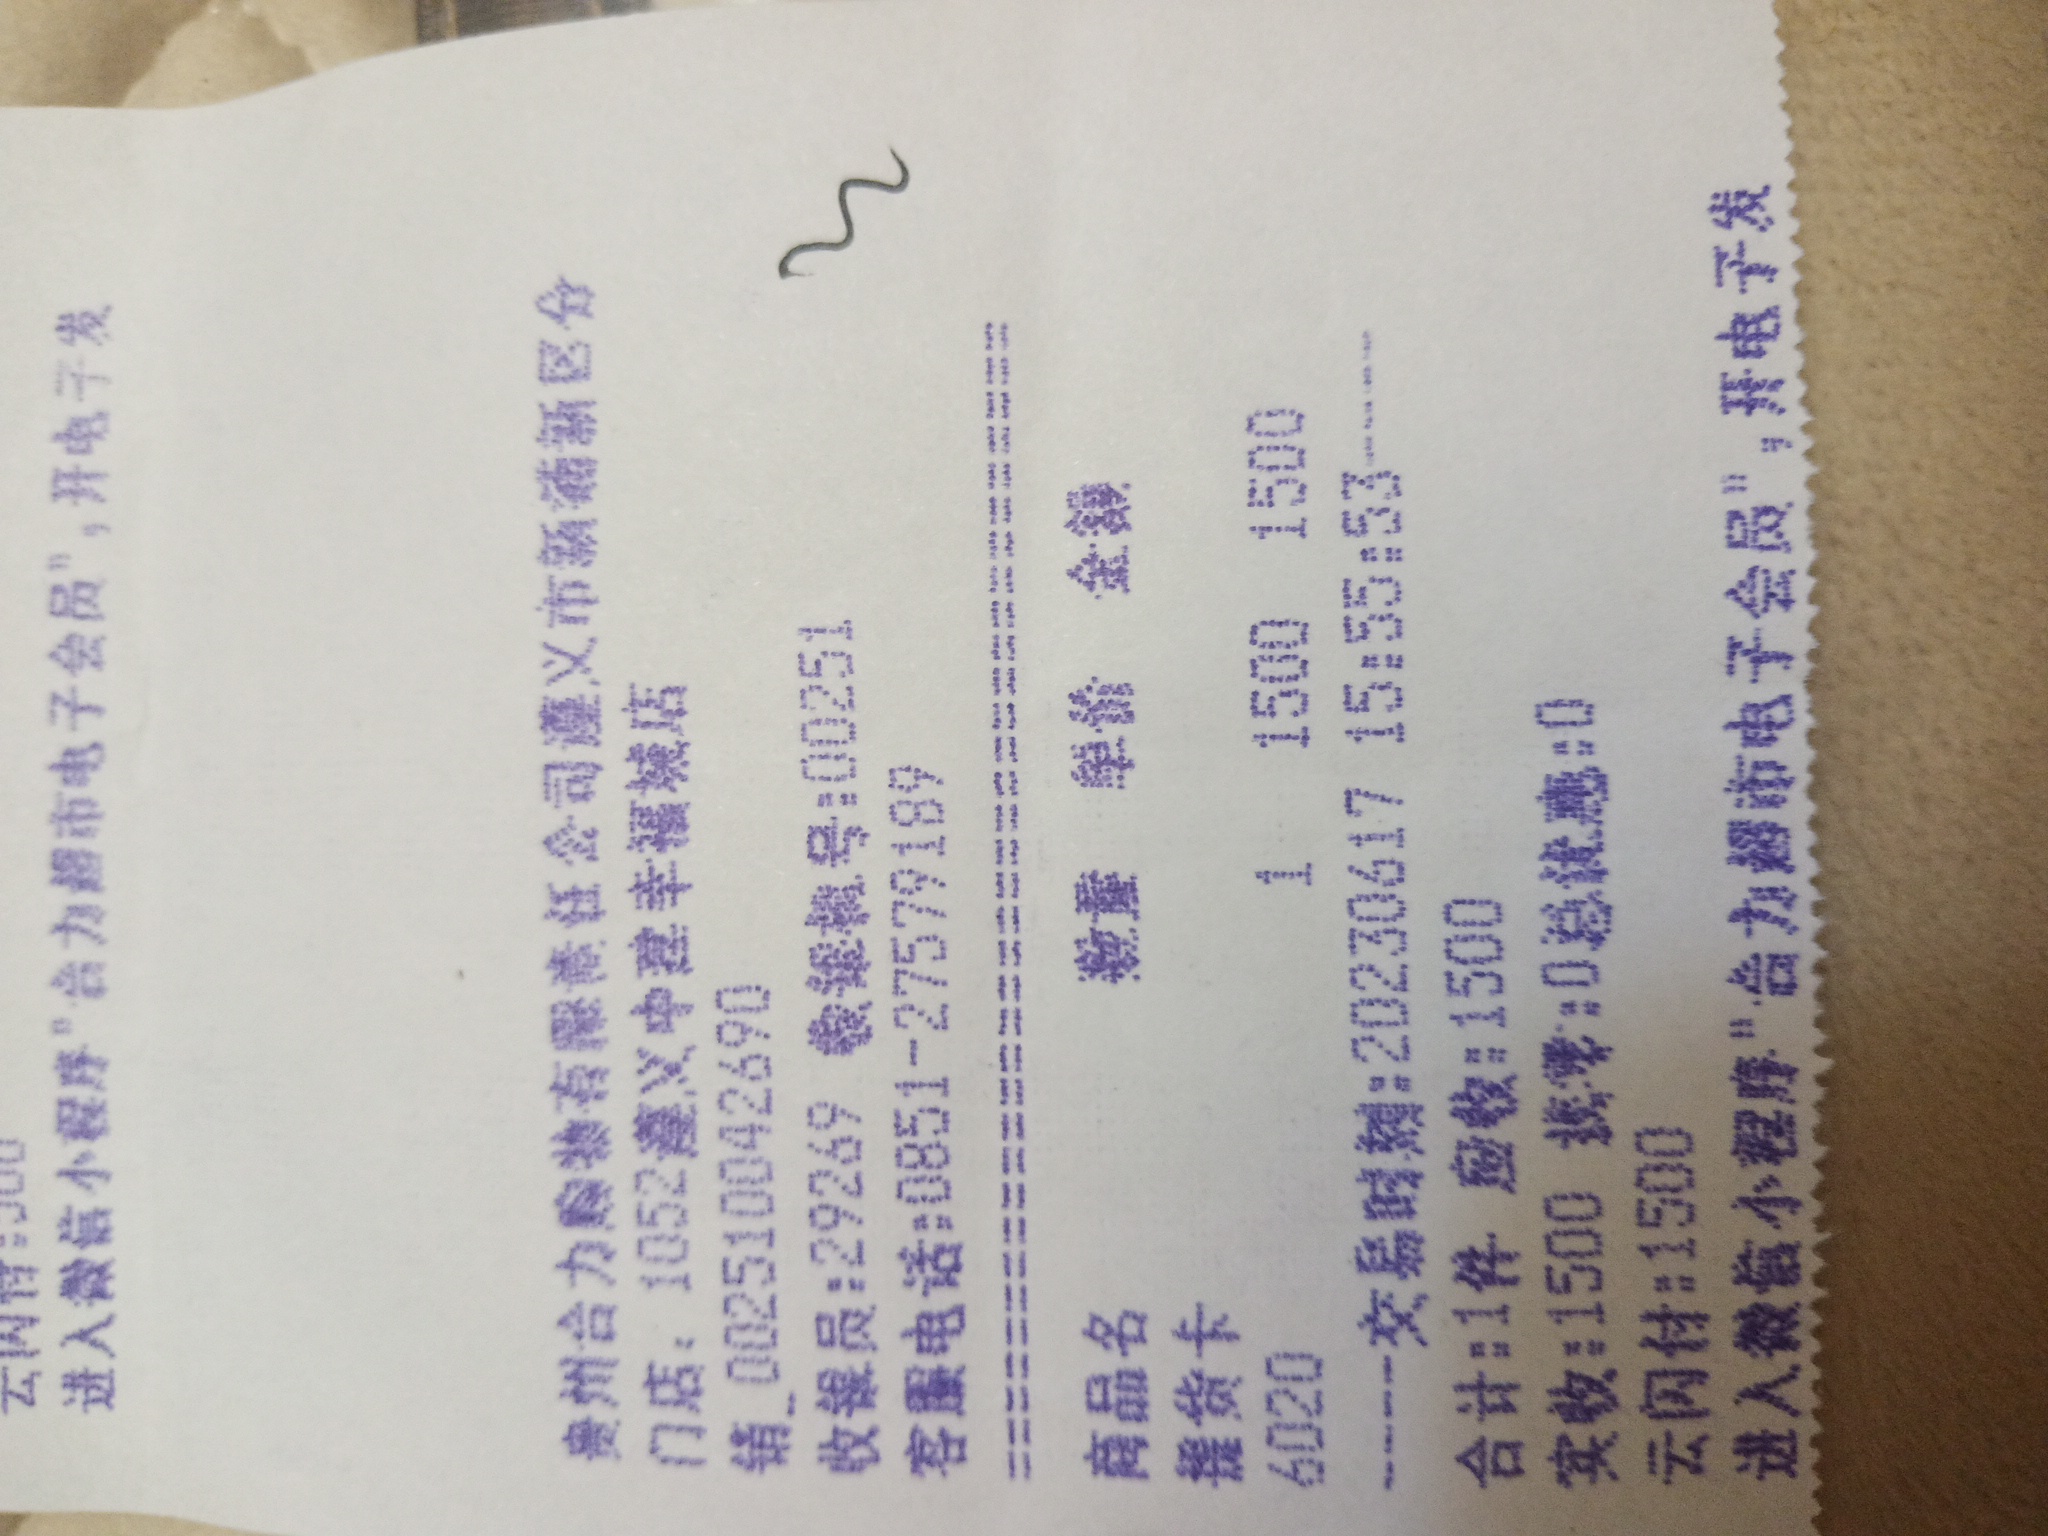 云闪付:500
进入微信小程序"合力超市电子会员",开电子发
贵州合力购物有限责任公司遵义市新蒲新区分
门店: 1052遵义中建幸福城店
销_002510042690
收银员:29269 收银机号:00251
客服电话:0851-27579189
==========================================
商品名 数量 单价 金额
提货卡
6020 1 1500 1500
------交易时刻:20230617 15:55:53------
合计:1件 应收:1500
实收:1500 找零:0总优惠:0
云闪付:1500
进入微信小程序"合力超市电子会员",开电子发